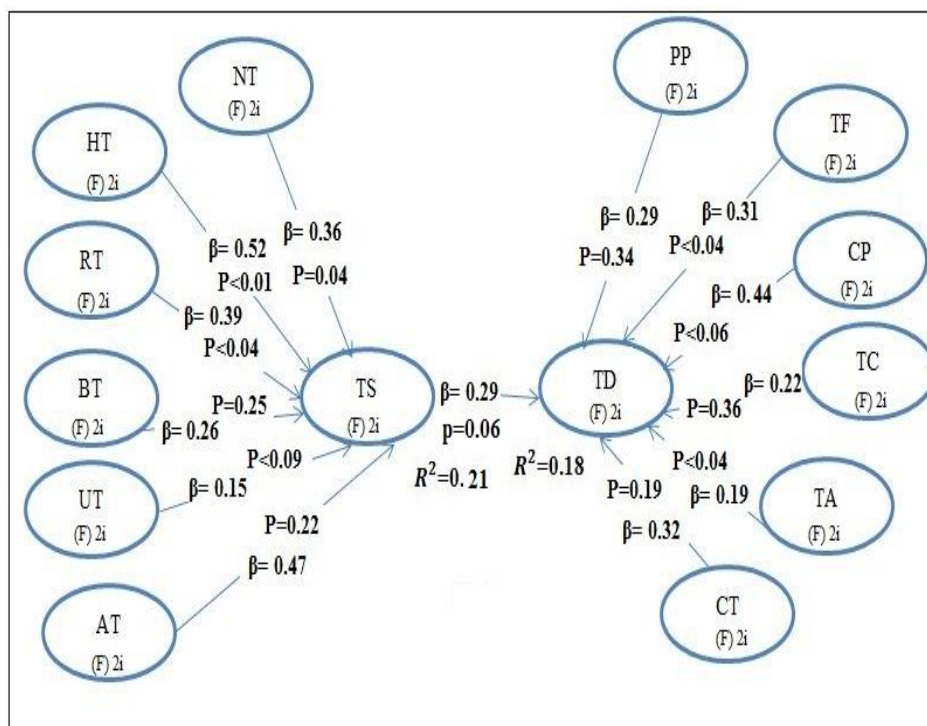 NT
(F) 2i
HT
(F) 2i
RT
(F) 2i
BT
(F) 2i
UT
(F) 2i
AT
(F) 2i
β= 0.36
P=0.04
β= 0.52
P<0.01
β= 0.39
P<0.04
P=0.25
β= 0.26
P<0.09
β= 0.15
P=0.22
β= 0.47
TS
(F) 2i
β= 0.29
p=0.06
R²=0.21
R²=0.18
TD
(F) 2i
PP
(F) 2i
TF
(F) 2i
CP
(F) 2i
TC
(F) 2i
TA
(F) 2i
CT
(F) 2i
β= 0.29
P=0.34
β= 0.31
P<0.04
β= 0.44
P<0.06
β= 0.22
P=0.36
P<0.04
β= 0.19
P=0.19
β= 0.32